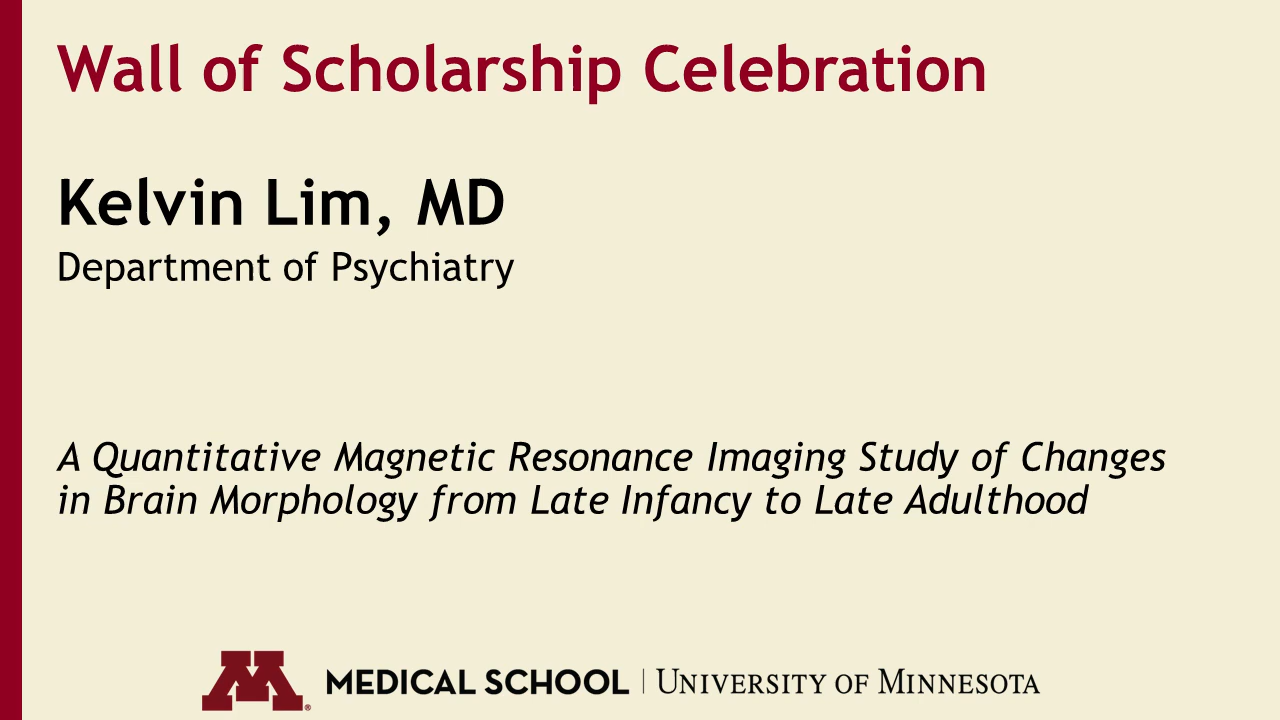 Wall of Scholarship Celebration
Kelvin Lim, MD
Department of Psychiatry
A Quantitative Magnetic Resonance Imaging Study of Changes
in Brain Morphology from Late Infancy to Late Adulthood
M® MEDICAL SCHOOL | UNIVERSITY OF MINNESOTA